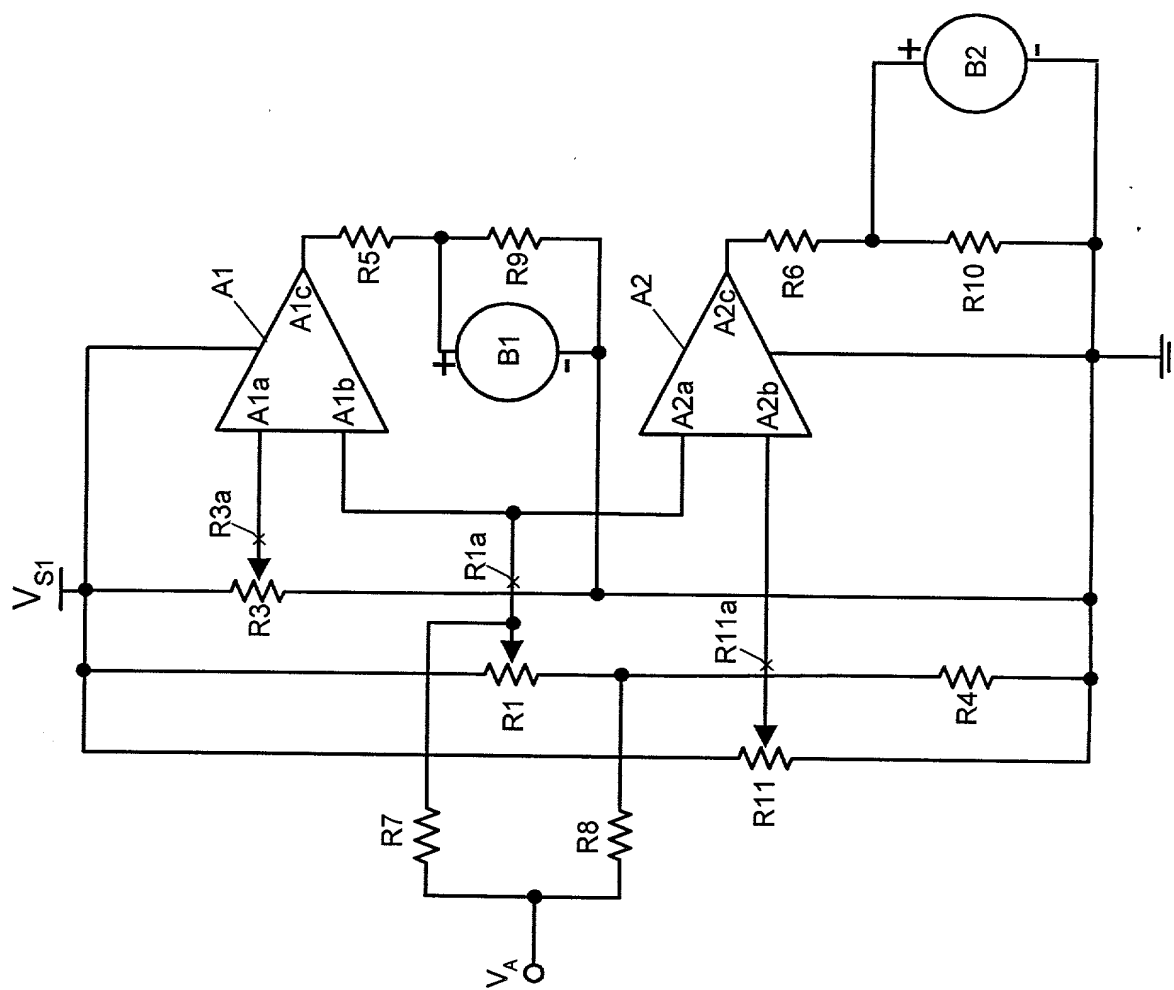 V_S1
A1
A1a
A1b
A1c
R3a
R3
R5
R9
B1
+
-
R1a
R1
R7
R8
V_A
R11a
R11
R4
A2
A2a
A2b
A2c
R6
R10
B2
+
-